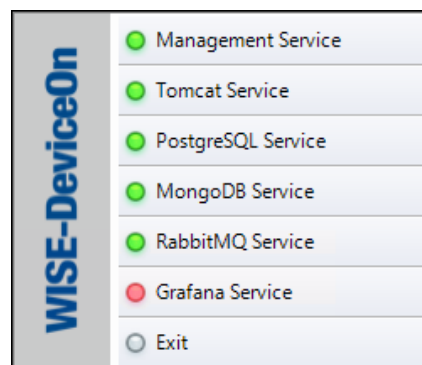 WISE-DeviceOn
Management Service
Tomcat Service
PostgreSQL Service
MongoDB Service
RabbitMQ Service
Grafana Service
Exit